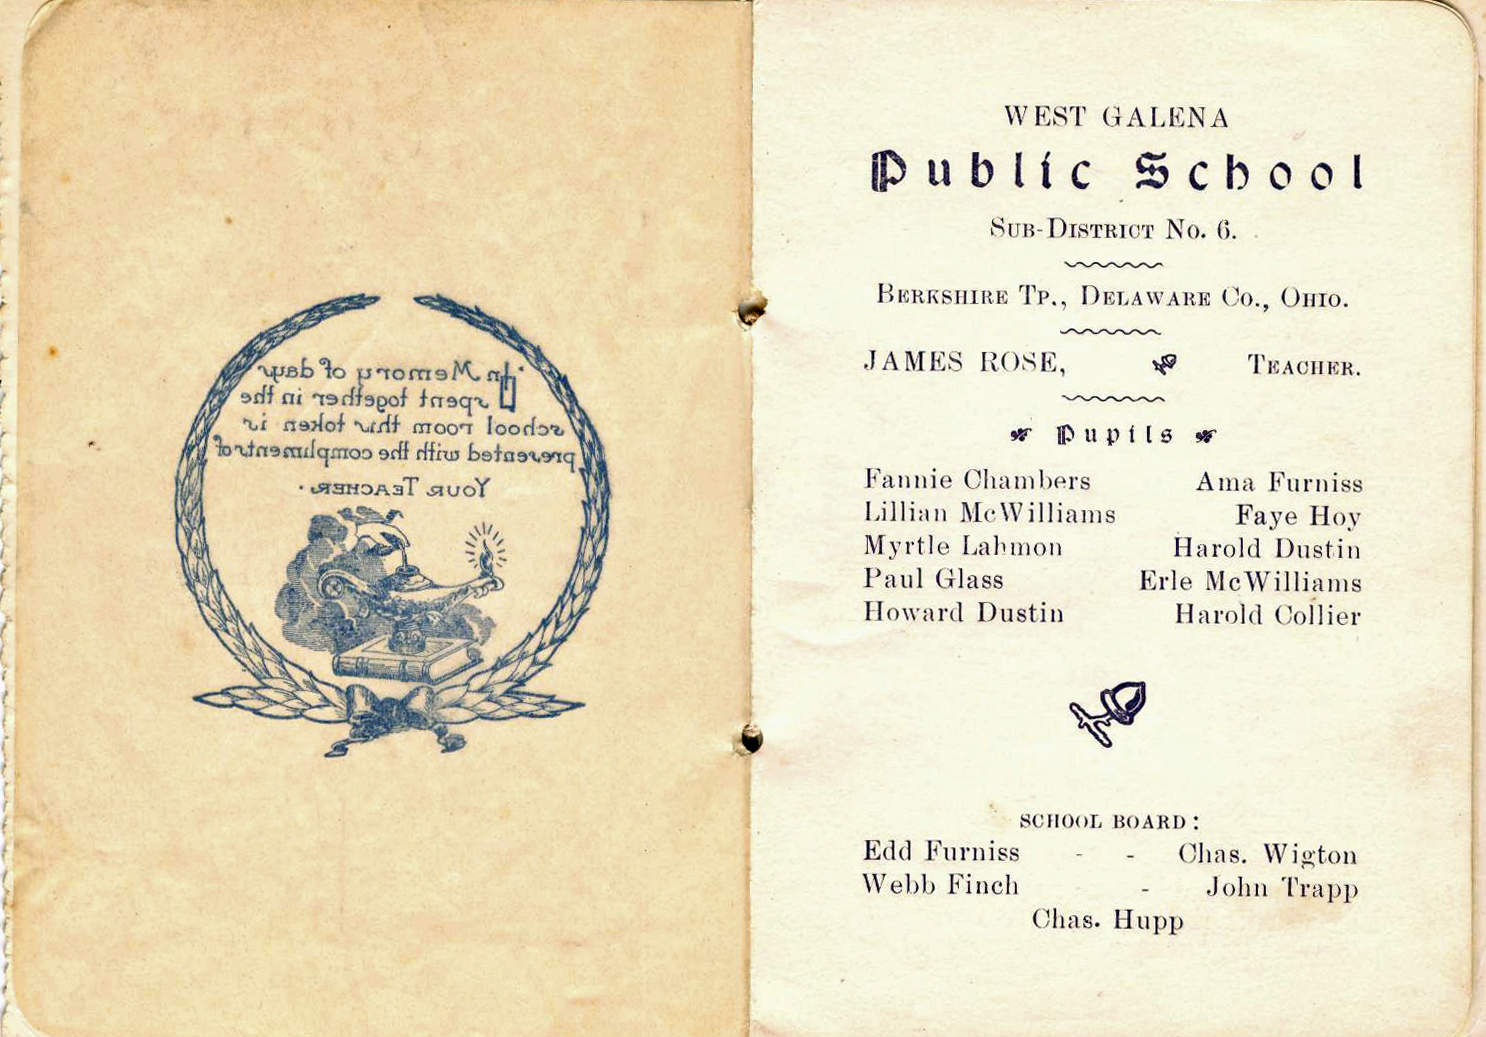 In Memory of days
spent together in the
school room this token is
presented with the compliments of
YOUR TEACHER.
WEST GALENA
Public School
SUB-DISTRICT NO. 6.
BERKSHIRE TP., DELAWARE CO., OHIO.
JAMES ROSE, TEACHER.
Pupils
Fannie Chambers Ama Furniss
Lillian McWilliams Faye Hoy
Myrtle Lahmon Harold Dustin
Paul Glass Erle McWilliams
Howard Dustin Harold Collier
SCHOOL BOARD:
Edd Furniss - - Chas. Wigton
Webb Finch - John Trapp
Chas. Hupp